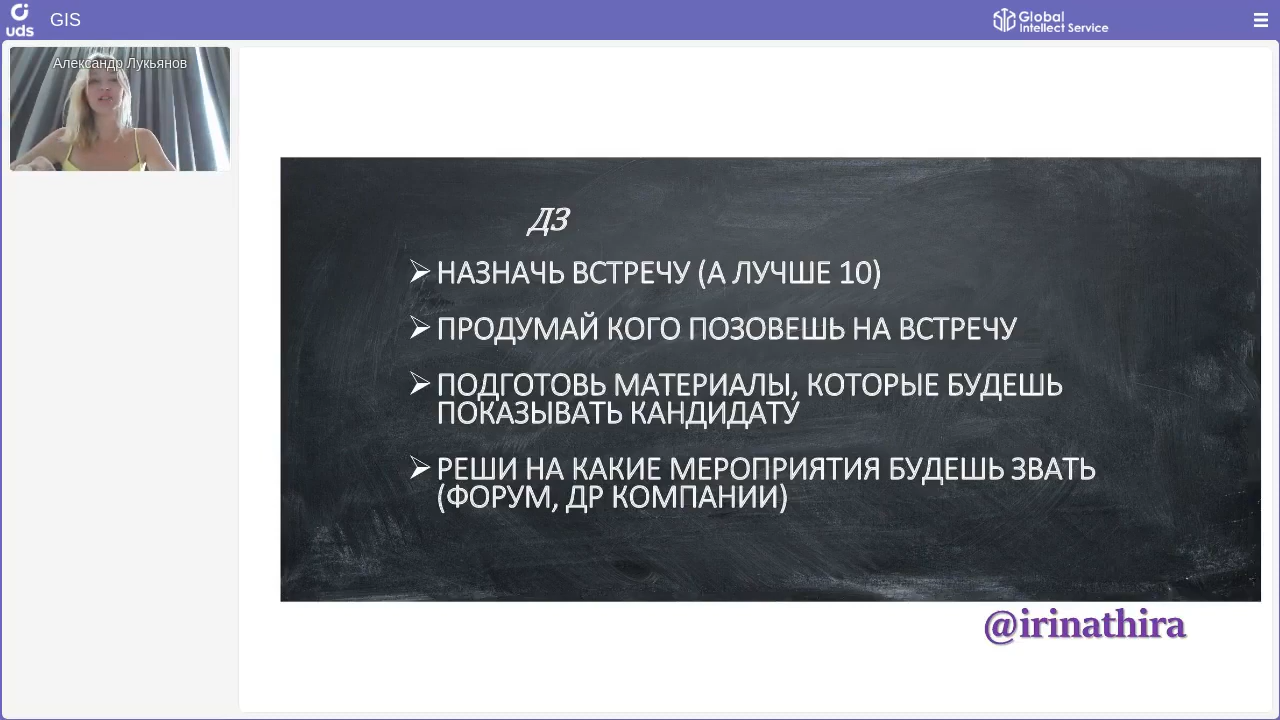 uds
GIS
Global
Intellect Service
Александр Лукьянов
ДЗ
НАЗНАЧЬ ВСТРЕЧУ (А ЛУЧШЕ 10)
ПРОДУМАЙ КОГО ПОЗОВЕШЬ НА ВСТРЕЧУ
ПОДГОТОВЬ МАТЕРИАЛЫ, КОТОРЫЕ БУДЕШЬ
ПОКАЗЫВАТЬ КАНДИДАТУ
РЕШИ НА КАКИЕ МЕРОПРИЯТИЯ БУДЕШЬ ЗВАТЬ
(ФОРУМ, ДР КОМПАНИИ)
@irinathira